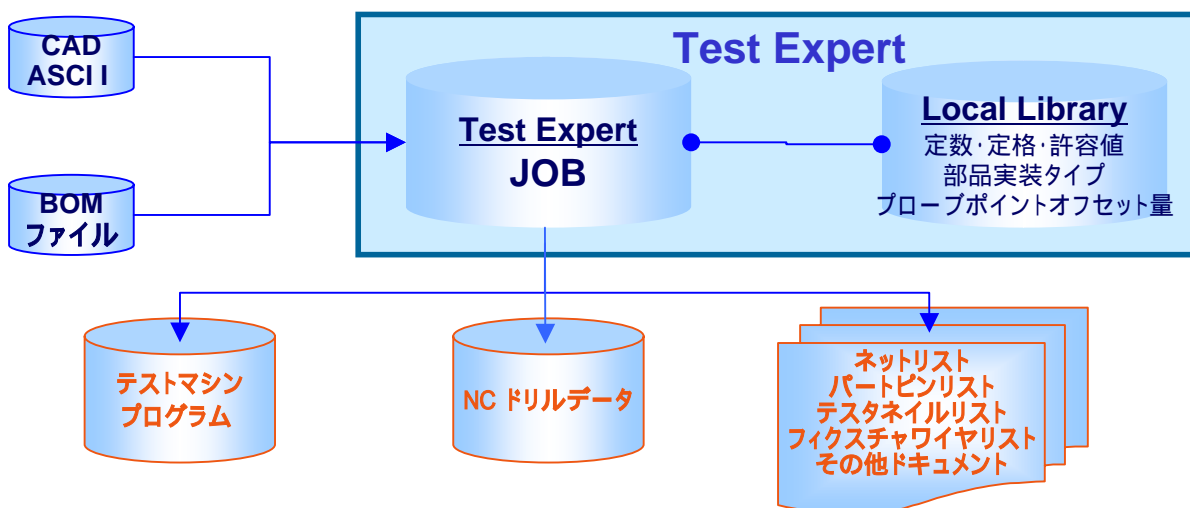 CAD
ASCI I
BOM
ファイル
Test Expert
Test Expert
JOB
Local Library
定数・定格・許容値
部品実装タイプ
プローブポイントオフセット量
テストマシン
プログラム
NC ドリルデータ
ネットリスト
パートピンリスト
テスタネイルリスト
フィクスチャワイヤリスト
その他ドキュメント